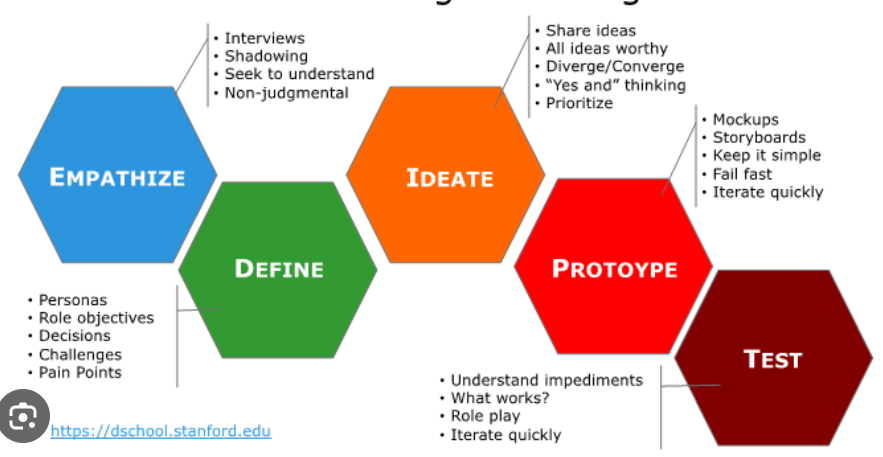 • Interviews
• Shadowing
• Seek to understand
• Non-judgmental
EMPATHIZE
• Personas
• Role objectives
• Decisions
• Challenges
• Pain Points
DEFINE
• Share ideas
• All ideas worthy
• Diverge/Converge
• “Yes and” thinking
• Prioritize
IDEATE
• Mockups
• Storyboards
• Keep it simple
• Fail fast
• Iterate quickly
PROTOYPE
• Understand impediments
• What works?
• Role play
• Iterate quickly
TEST
https://dschool.stanford.edu